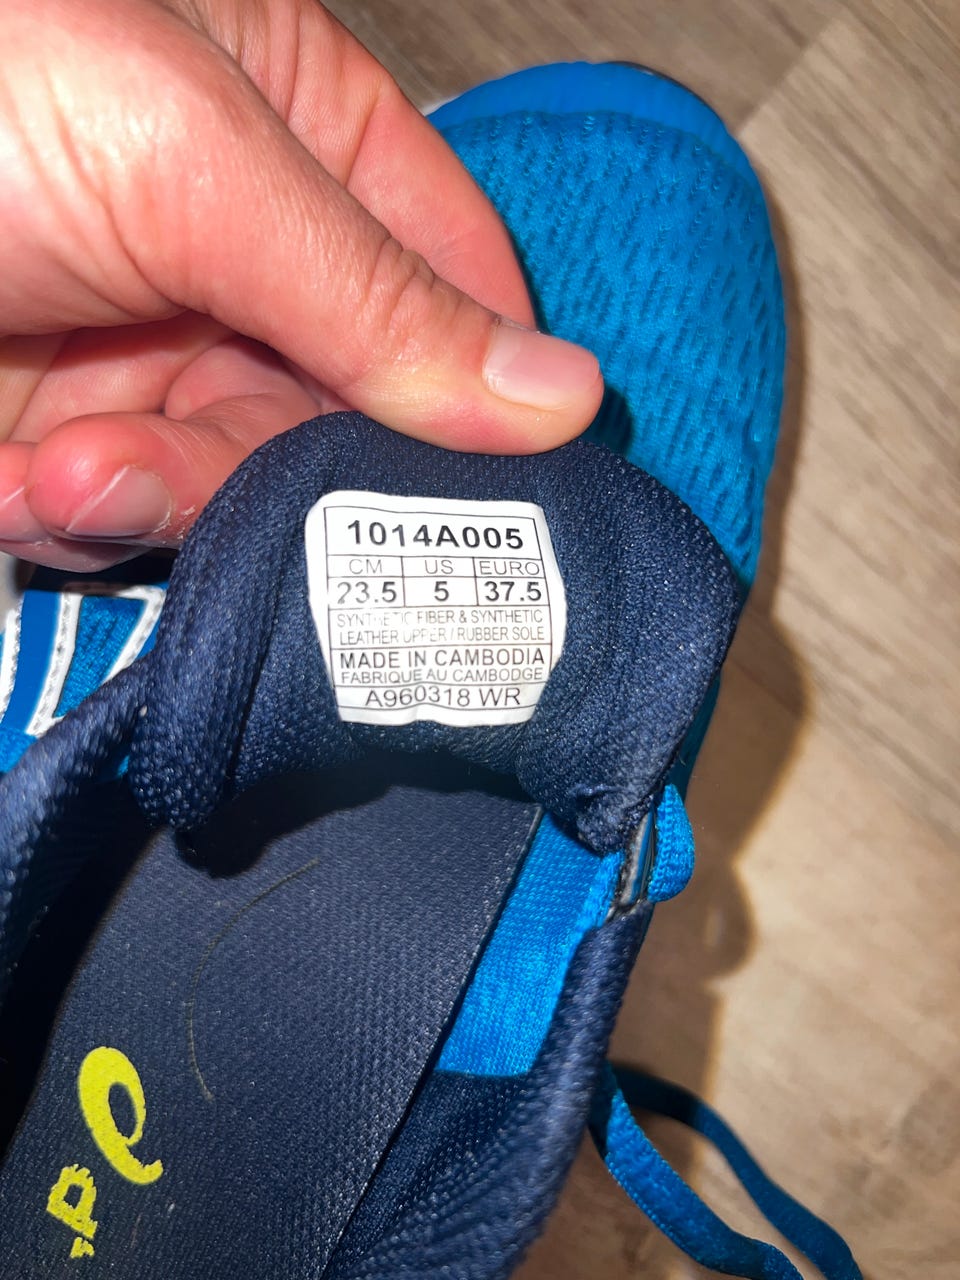 1014A005
CM US EURO
23.5 5 37.5
SYNTHETIC FIBER & SYNTHETIC
LEATHER UPPER / RUBBER SOLE
MADE IN CAMBODIA
FABRIQUE AU CAMBODGE
A960318 WR